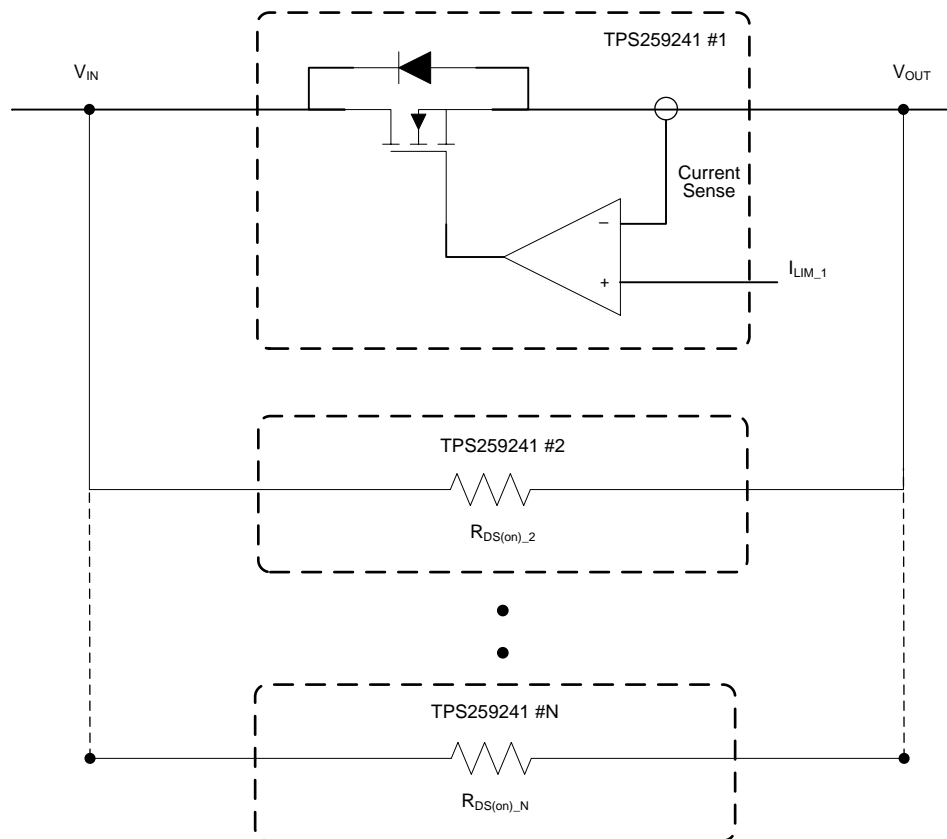 TPS259241 #1
VIN
VOUT
Current
Sense
−
+
ILIM_1
TPS259241 #2
RDS(on)_2
TPS259241 #N
RDS(on)_N